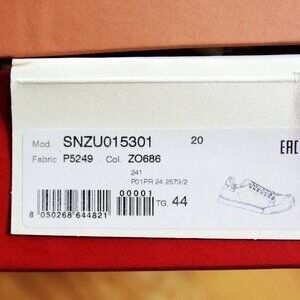 Mod. SNZU015301 20
Fabric P5249 Col. ZO686
241
P01PR 24 2579/2
00001
TG. 44
8 050268 644821
EAC